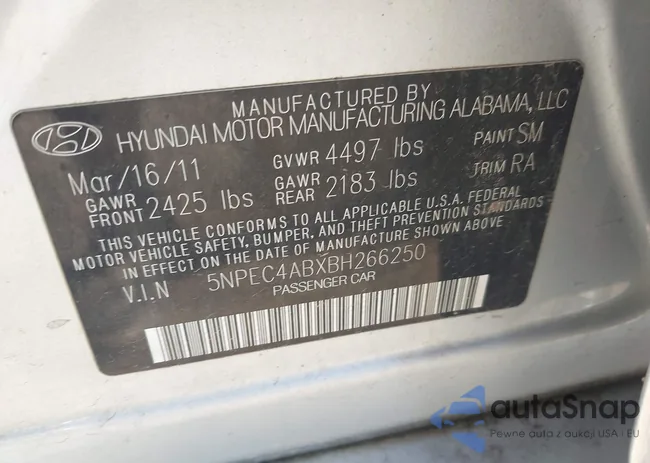 MANUFACTURED BY
HYUNDAI MOTOR MANUFACTURING ALABAMA, LLC
Mar/16/11 GVWR 4497 lbs PAINT SM
GAWR FRONT 2425 lbs GAWR REAR 2183 lbs TRIM RA
THIS VEHICLE CONFORMS TO ALL APPLICABLE U.S.A. FEDERAL
MOTOR VEHICLE SAFETY, BUMPER, AND THEFT PREVENTION STANDARDS
IN EFFECT ON THE DATE OF MANUFACTURE SHOWN ABOVE
V.I.N 5NPEC4ABXBH266250
PASSENGER CAR
autaSnap
Pewne auta z aukcji USA i EU